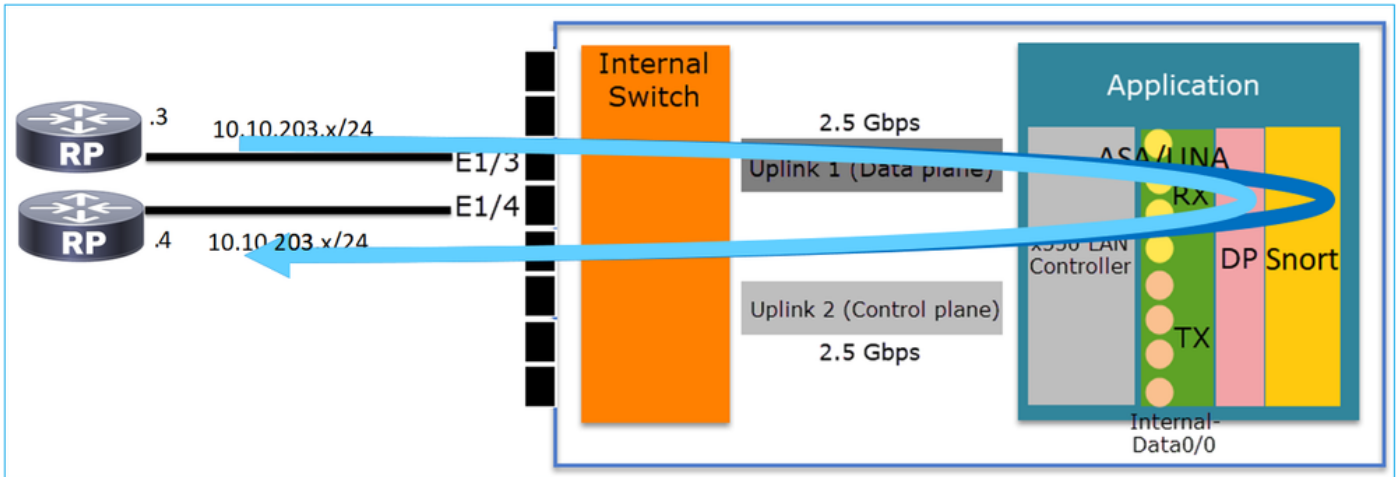 Internal
Switch
Application
.3
10.10.203.x/24
RP
E1/3
2.5 Gbps
Uplink 1 (Data plane)
ASA/LINA
RX
E1/4
RP
.4
10.10.203.x/24
x550 LAN
Controller
DP
Snort
Uplink 2 (Control plane)
2.5 Gbps
TX
Internal-
Data0/0